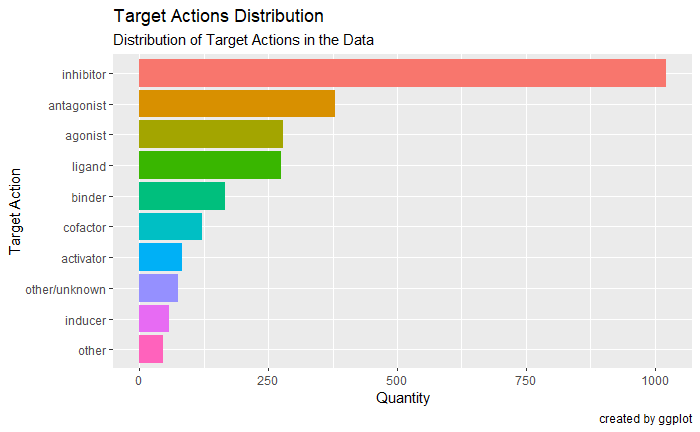 Target Actions Distribution
Distribution of Target Actions in the Data
Target Action
inhibitor
antagonist
agonist
ligand
binder
cofactor
activator
other/unknown
inducer
other
0 250 500 750 1000
Quantity
created by ggplot